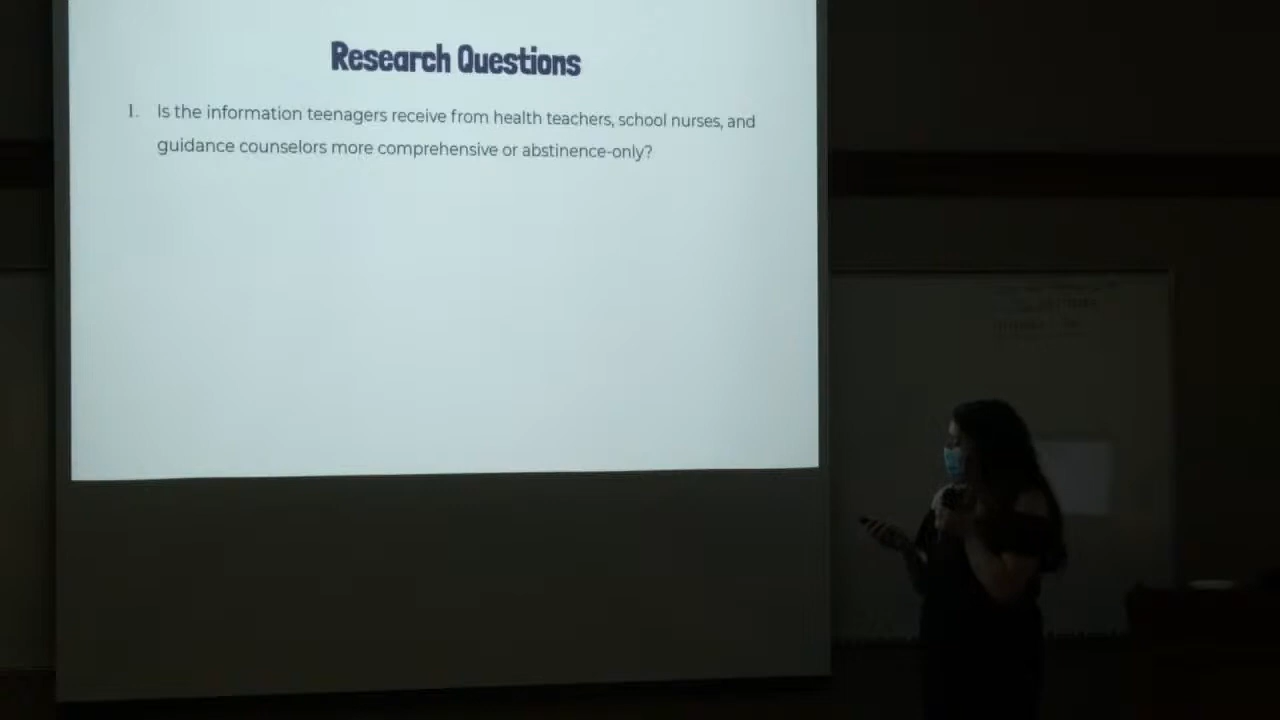 Research Questions
1. Is the information teenagers receive from health teachers, school nurses, and
guidance counselors more comprehensive or abstinence-only?